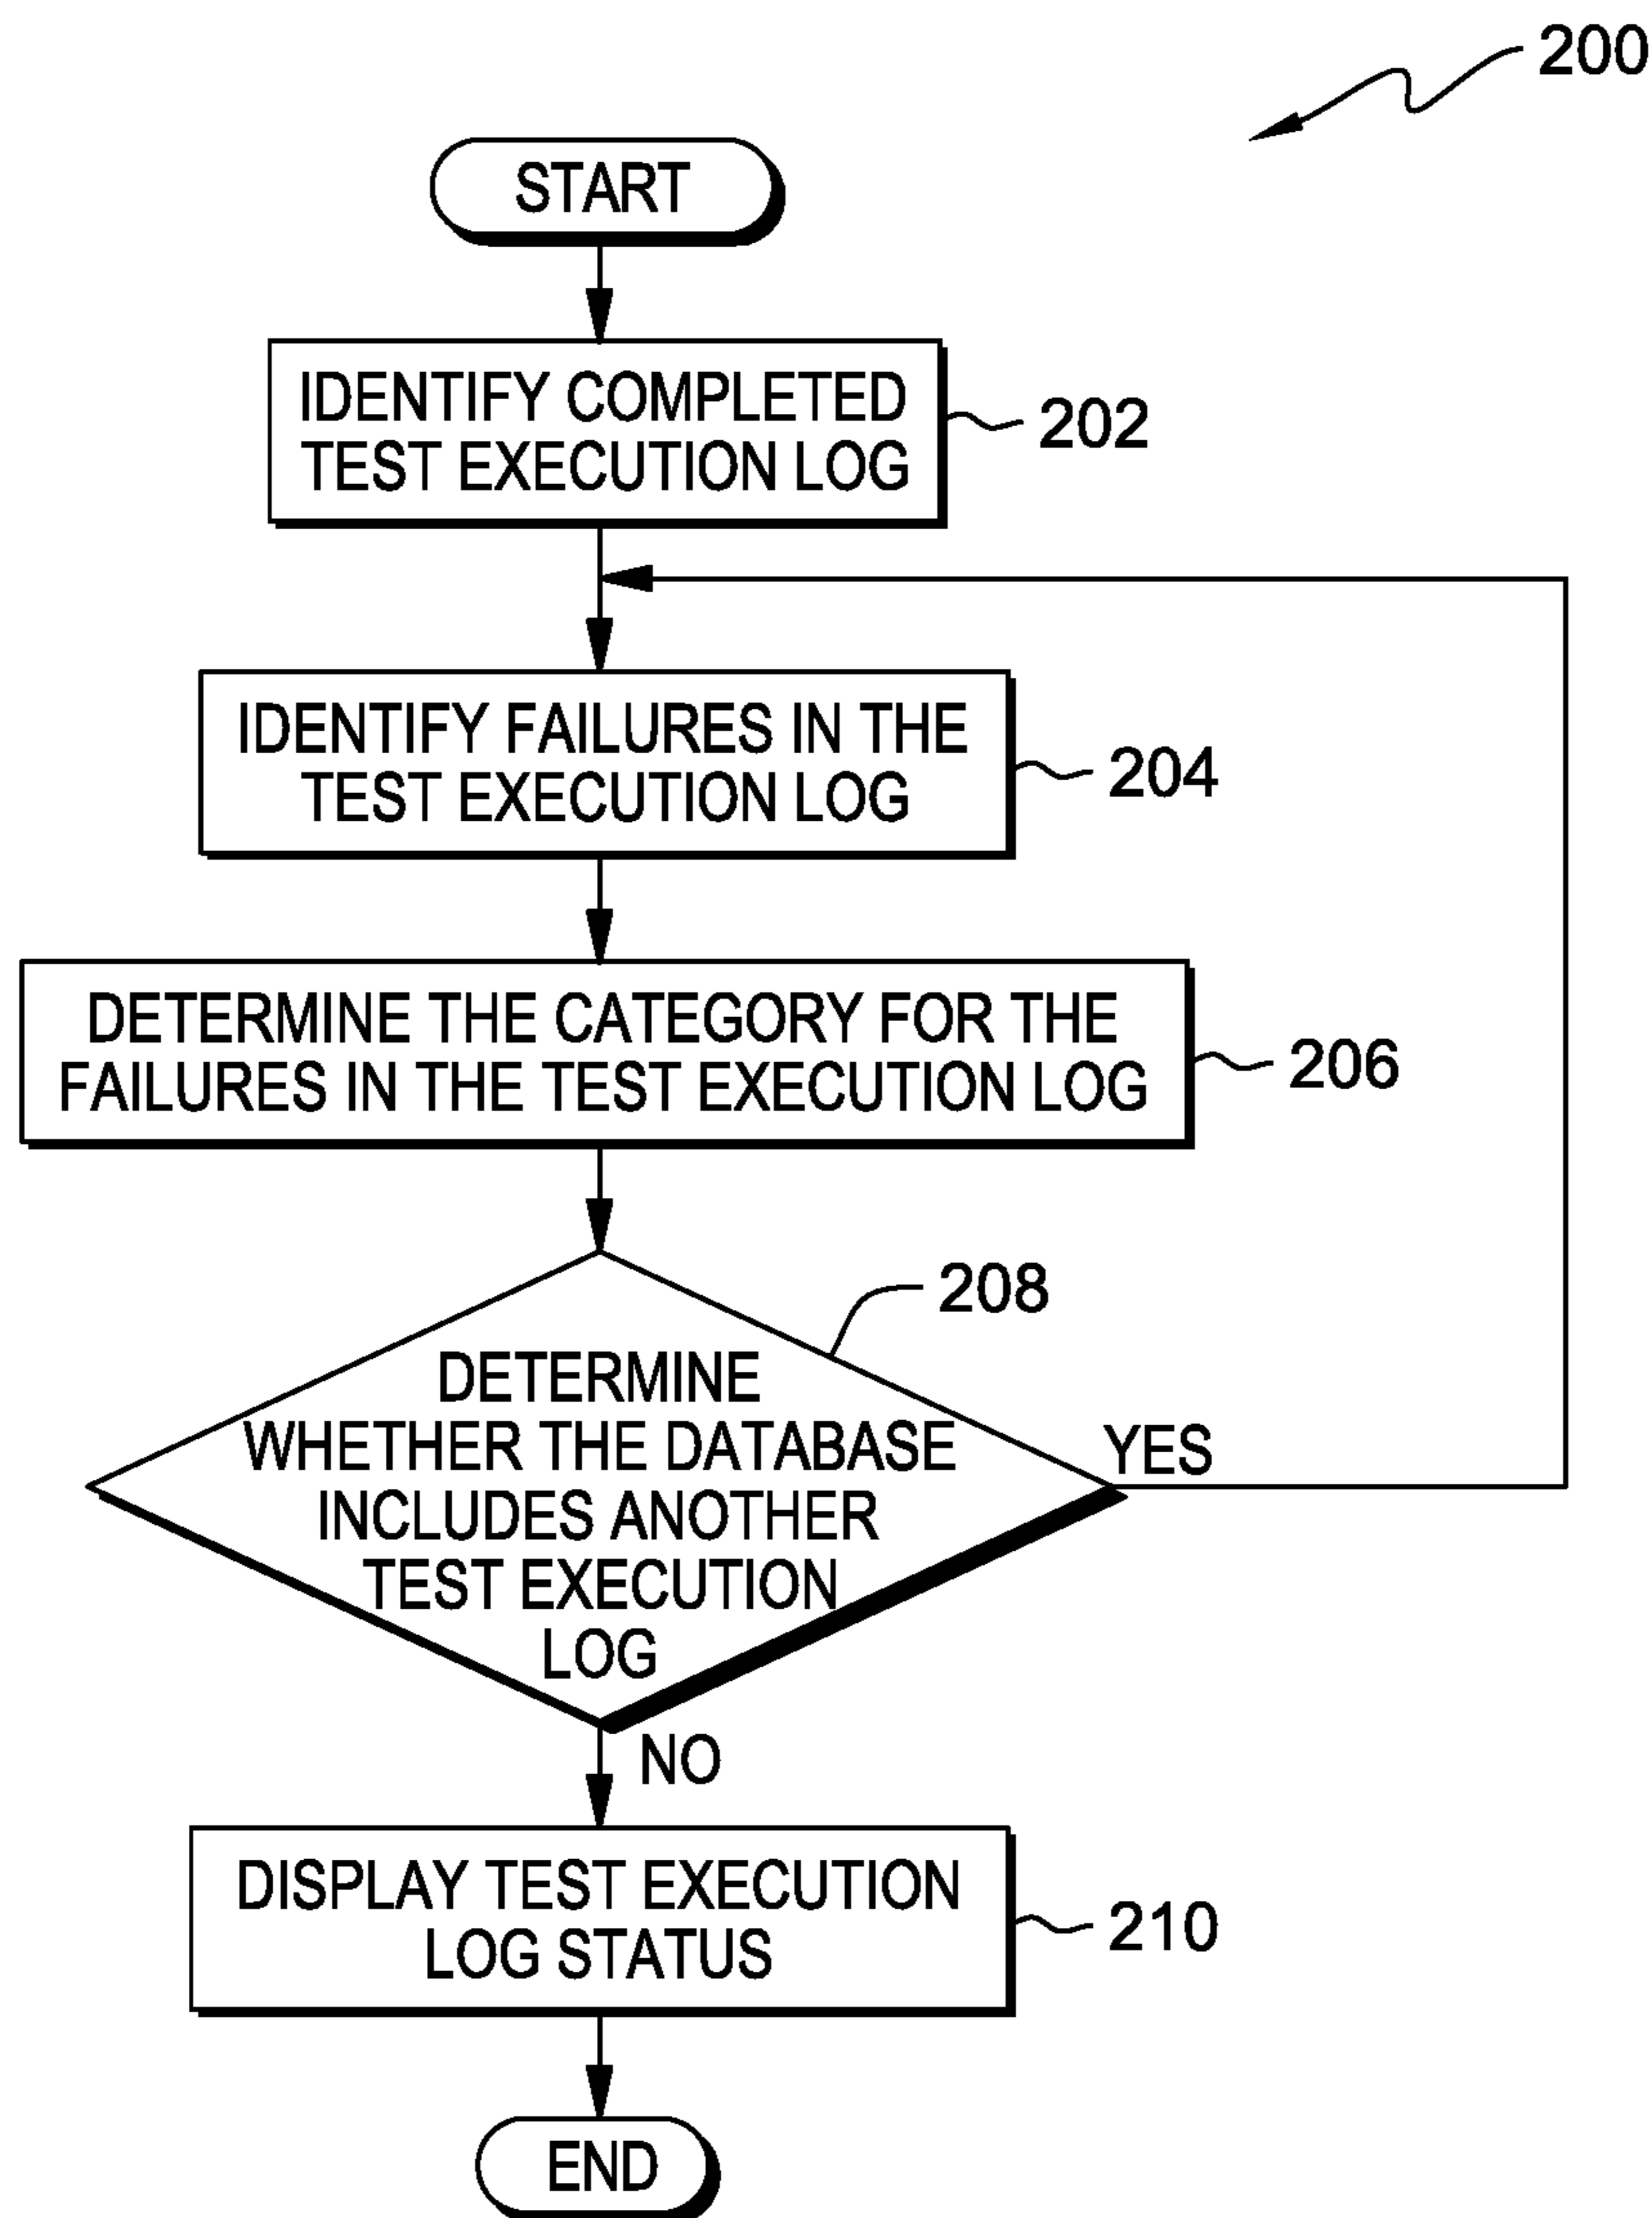 200
START
IDENTIFY COMPLETED
TEST EXECUTION LOG
202
IDENTIFY FAILURES IN THE
TEST EXECUTION LOG
204
DETERMINE THE CATEGORY FOR THE
FAILURES IN THE TEST EXECUTION LOG
206
208
DETERMINE
WHETHER THE DATABASE
INCLUDES ANOTHER
TEST EXECUTION
LOG
YES
NO
DISPLAY TEST EXECUTION
LOG STATUS
210
END